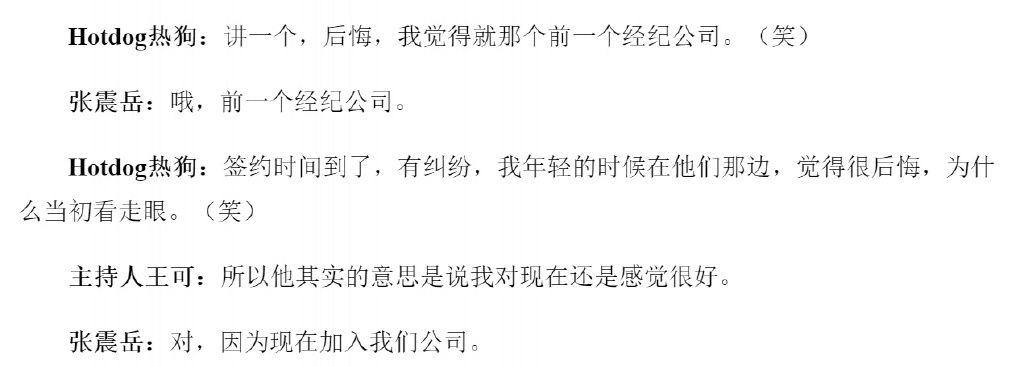 Hotdog热狗：讲一个，后悔，我觉得就那个前一个经纪公司。（笑）
张震岳：哦，前一个经纪公司。
Hotdog热狗：签约时间到了，有纠纷，我年轻的时候在他们那边，觉得很后悔，为什
么当初看走眼。（笑）
主持人王可：所以他其实的意思是说我对现在还是感觉很好。
张震岳：对，因为现在加入我们公司。